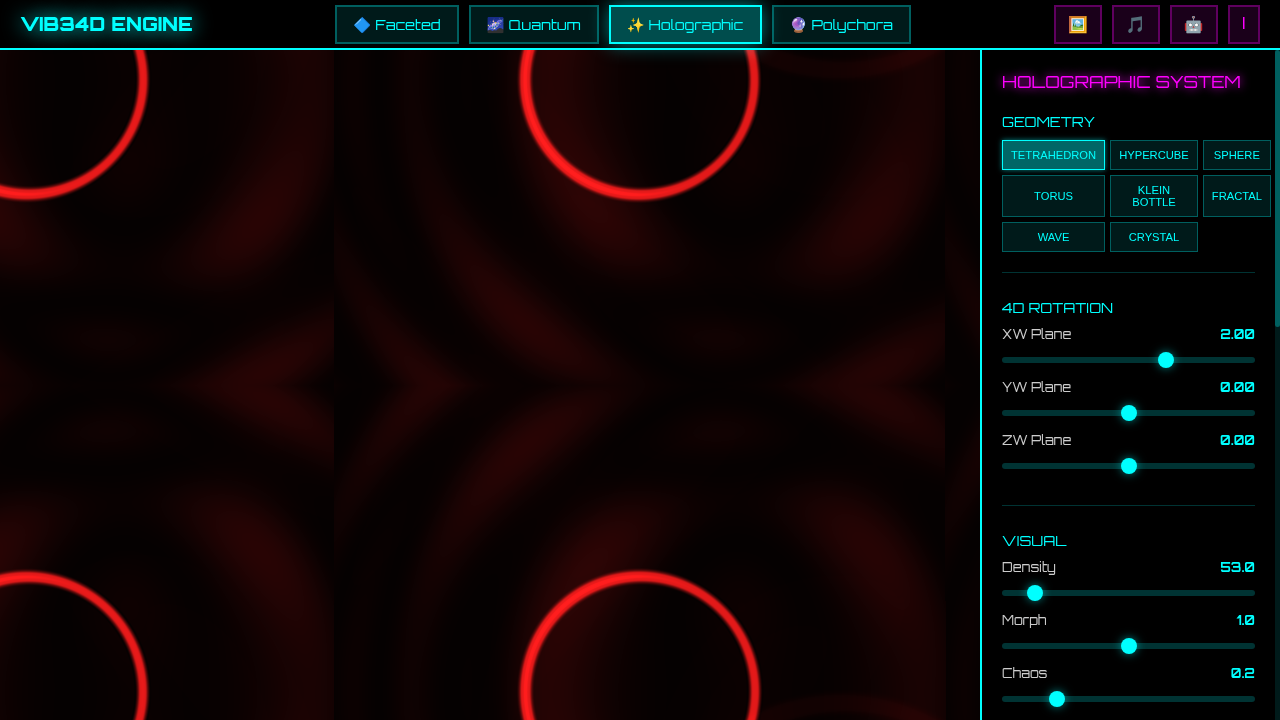 VIB34D ENGINE
🔷 Faceted
🌌 Quantum
✨ Holographic
🔮 Polychora
🖼️
🎵
🤖
I
HOLOGRAPHIC SYSTEM
GEOMETRY
TETRAHEDRON
HYPERCUBE
SPHERE
TORUS
KLEIN
BOTTLE
FRACTAL
WAVE
CRYSTAL
4D ROTATION
XW Plane 2.00
YW Plane 0.00
ZW Plane 0.00
VISUAL
Density 53.0
Morph 1.0
Chaos 0.2